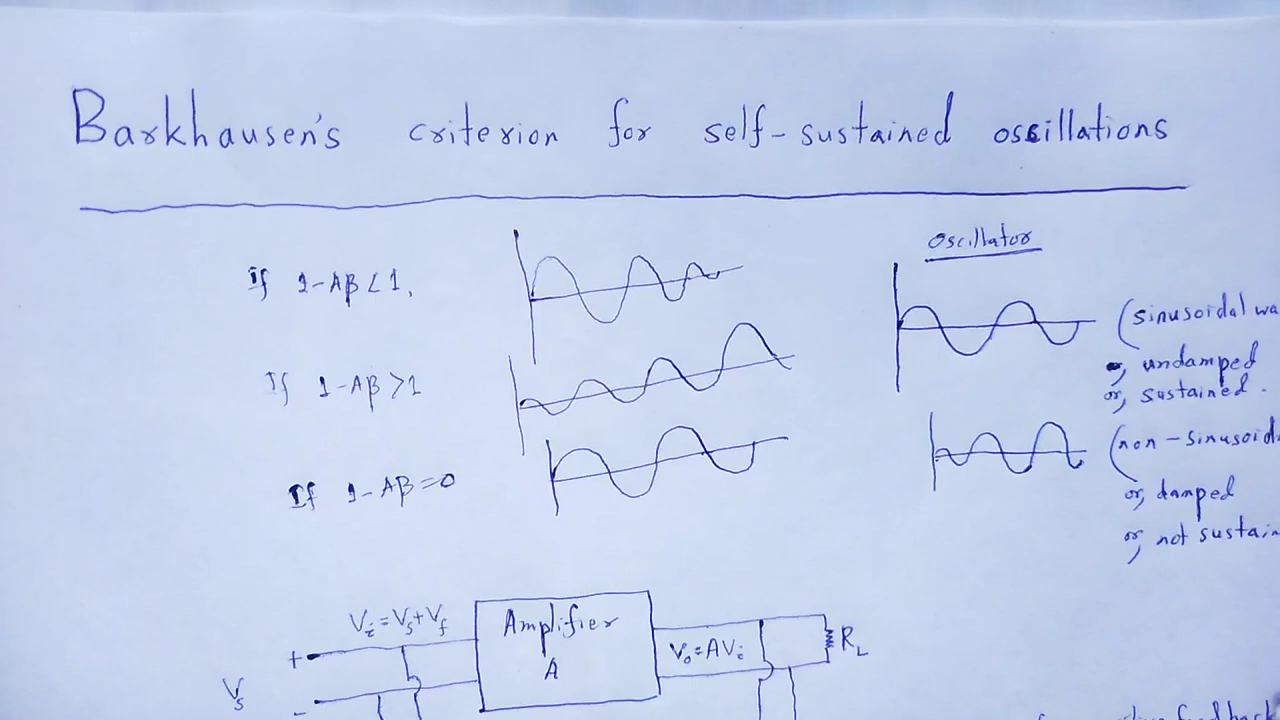 Barkhausen's criterion for self-sustained oscillations
Oscillator
If 1-Aβ<1,
(sinusoidal wa
or, undamped
or, sustained.
If 1-Aβ>1
(non-sinusoida
or, damped
or, not sustain
If 1-Aβ=0
Vi=Vs+Vf
Amplifier
A
Vo=AVi
RL
+
Vs
-
feedback